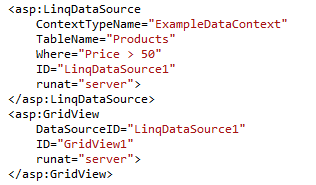 <asp:LinqDataSource
    ContextTypeName="ExampleDataContext"
    TableName="Products"
    Where="Price > 50"
    ID="LinqDataSource1"
    runat="server">
</asp:LinqDataSource>
<asp:GridView
    DataSourceID="LinqDataSource1"
    ID="GridView1"
    runat="server">
</asp:GridView>